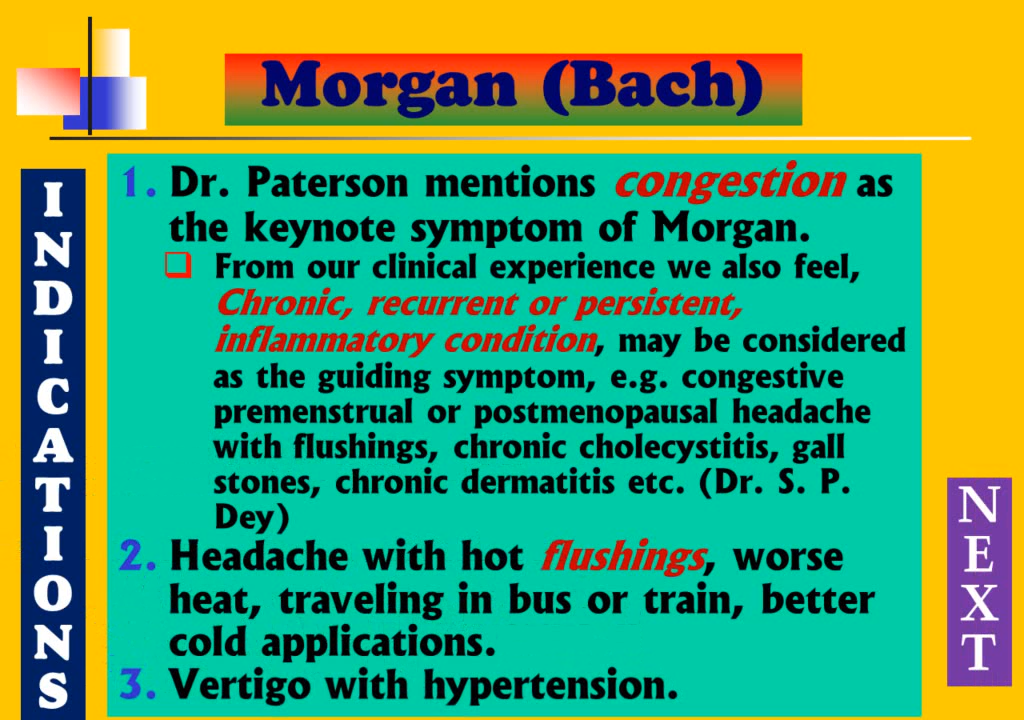 Morgan (Bach)
INDICATIONS
1. Dr. Paterson mentions congestion as
the keynote symptom of Morgan.
❑ From our clinical experience we also feel,
Chronic, recurrent or persistent,
inflammatory condition, may be considered
as the guiding symptom, e.g. congestive
premenstrual or postmenopausal headache
with flushings, chronic cholecystitis, gall
stones, chronic dermatitis etc. (Dr. S. P.
Dey)
2. Headache with hot flushings, worse
heat, traveling in bus or train, better
cold applications.
3. Vertigo with hypertension.
NEXT